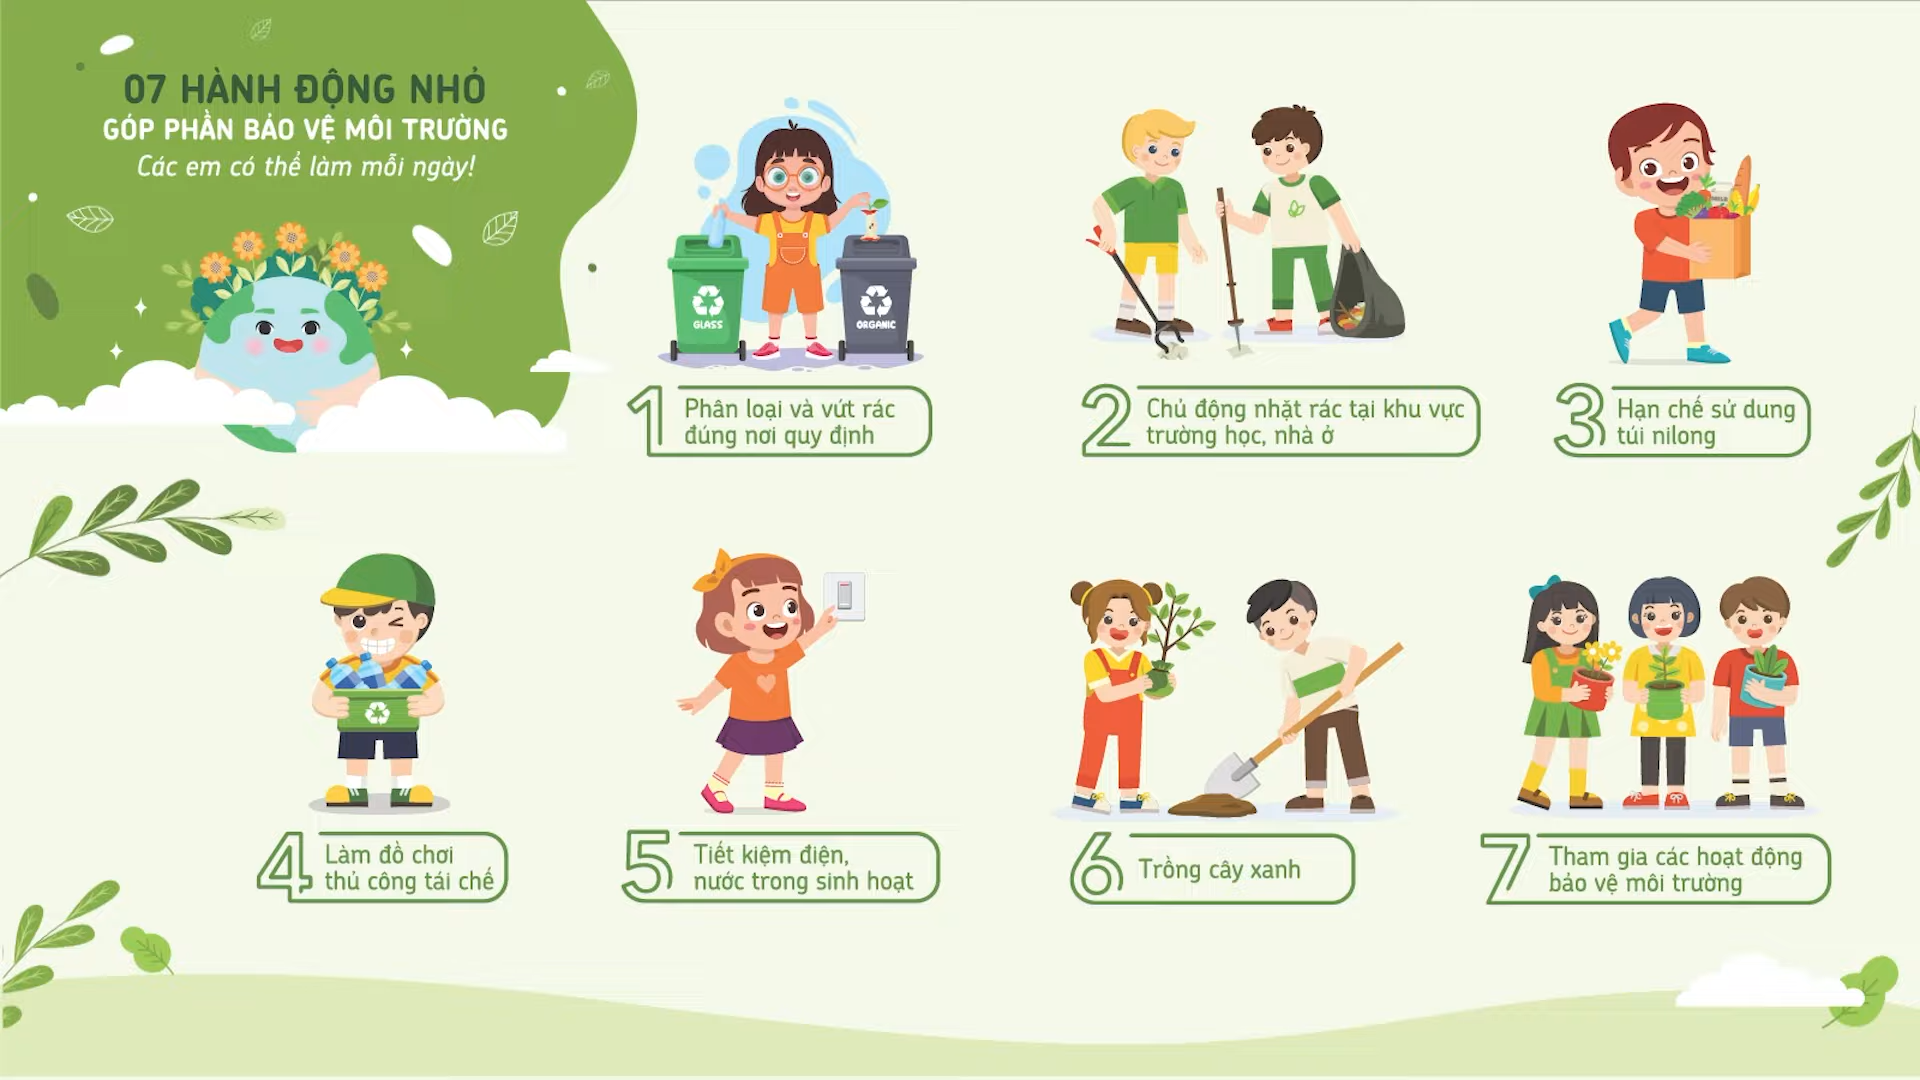 07 HÀNH ĐỘNG NHỎ
GÓP PHẦN BẢO VỆ MÔI TRƯỜNG
Các em có thể làm mỗi ngày!
GLASS
ORGANIC
1
Phân loại và vứt rác
đúng nơi quy định
2
Chủ động nhặt rác tại khu vực
trường học, nhà ở
3
Hạn chế sử dung
túi nilong
4
Làm đồ chơi
thủ công tái chế
5
Tiết kiệm điện,
nước trong sinh hoạt
6
Trồng cây xanh
7
Tham gia các hoạt động
bảo vệ môi trường